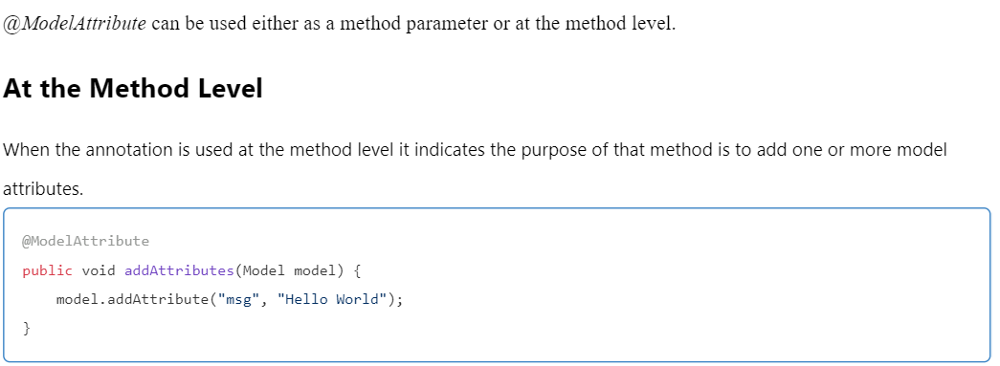 @ModelAttribute can be used either as a method parameter or at the method level.
At the Method Level
When the annotation is used at the method level it indicates the purpose of that method is to add one or more model
attributes.
@ModelAttribute
public void addAttributes(Model model) {
    model.addAttribute("msg", "Hello World");
}